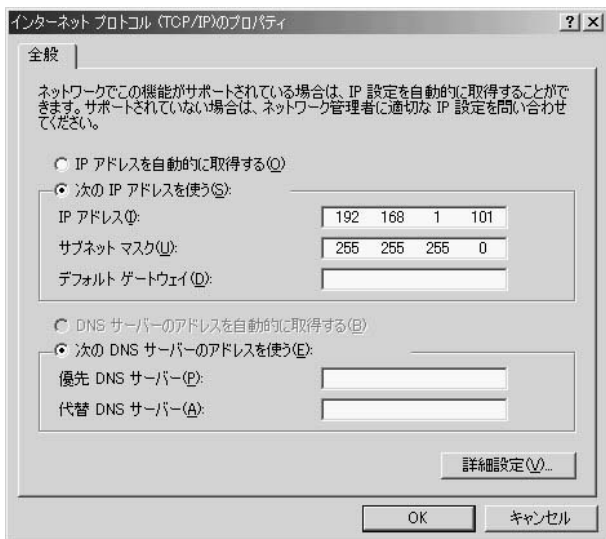 インターネット プロトコル (TCP/IP)のプロパティ
全般
ネットワークでこの機能がサポートされている場合は、IP 設定を自動的に取得することがで
きます。サポートされていない場合は、ネットワーク管理者に適切な IP 設定を問い合わせ
てください。
IP アドレスを自動的に取得する(O)
次の IP アドレスを使う(S):
IP アドレス(I):
192 168 1 101
サブネット マスク(U):
255 255 255 0
デフォルト ゲートウェイ(D):
DNS サーバーのアドレスを自動的に取得する(B)
次の DNS サーバーのアドレスを使う(E):
優先 DNS サーバー(P):
代替 DNS サーバー(A):
詳細設定(V)...
OK
キャンセル